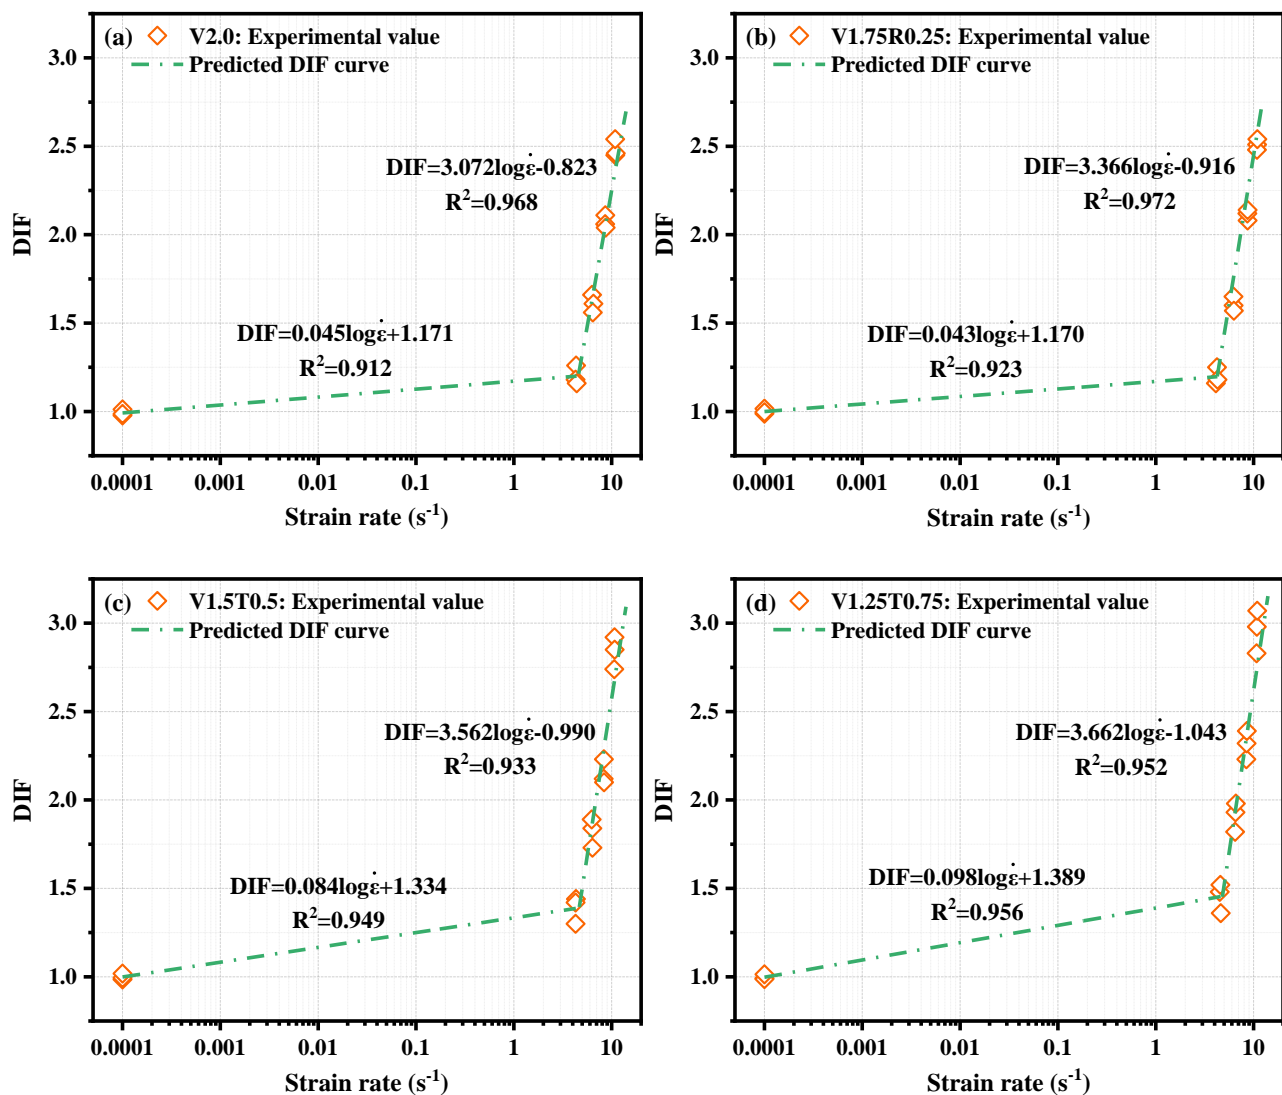 (a) V2.0: Experimental value
Predicted DIF curve
DIF=3.072logε̇-0.823
R²=0.968
DIF=0.045logε̇+1.171
R²=0.912
3.0
2.5
2.0
1.5
1.0
DIF
0.0001 0.001 0.01 0.1 1 10
Strain rate (s⁻¹)
(b) V1.75R0.25: Experimental value
Predicted DIF curve
DIF=3.366logε̇-0.916
R²=0.972
DIF=0.043logε̇+1.170
R²=0.923
3.0
2.5
2.0
1.5
1.0
DIF
0.0001 0.001 0.01 0.1 1 10
Strain rate (s⁻¹)
(c) V1.5T0.5: Experimental value
Predicted DIF curve
DIF=3.562logε̇-0.990
R²=0.933
DIF=0.084logε̇+1.334
R²=0.949
3.0
2.5
2.0
1.5
1.0
DIF
0.0001 0.001 0.01 0.1 1 10
Strain rate (s⁻¹)
(d) V1.25T0.75: Experimental value
Predicted DIF curve
DIF=3.662logε̇-1.043
R²=0.952
DIF=0.098logε̇+1.389
R²=0.956
3.0
2.5
2.0
1.5
1.0
DIF
0.0001 0.001 0.01 0.1 1 10
Strain rate (s⁻¹)